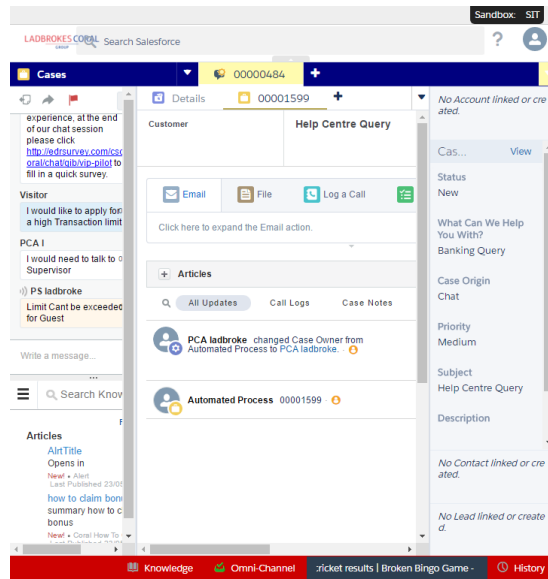 Sandbox: SIT
LADBROKES CORAL
GROUP
Search Salesforce
?
Cases
00000484
+
experience, at the end
of our chat session
please click
http://edrsurvey.com/csc
oral/chat/gib/vip-pilot to
fill in a quick survey.
Visitor
I would like to apply for
a high Transaction limit
PCA l
I would need to talk to
Supervisor
PS ladbroke
Limit Cant be exceeded
for Guest
Write a message...
Search Know
Articles
AlrtTitle
Opens in
New! • Alert
Last Published 23/05
how to claim bon
summary how to c
bonus
New! • Coral How To
Details
00001599
+
Customer
Help Centre Query
Email
File
Log a Call
Click here to expand the Email action.
+ Articles
All Updates
Call Logs
Case Notes
PCA ladbroke changed Case Owner from
Automated Process to PCA ladbroke. ·
Automated Process 00001599 ·
No Account linked or cre
ated.
Cas...
View
Status
New
What Can We Help
You With?
Banking Query
Case Origin
Chat
Priority
Medium
Subject
Help Centre Query
Description
No Contact linked or cre
ated.
No Lead linked or create
d.
Knowledge
Omni-Channel
:ricket results | Broken Bingo Game -
History